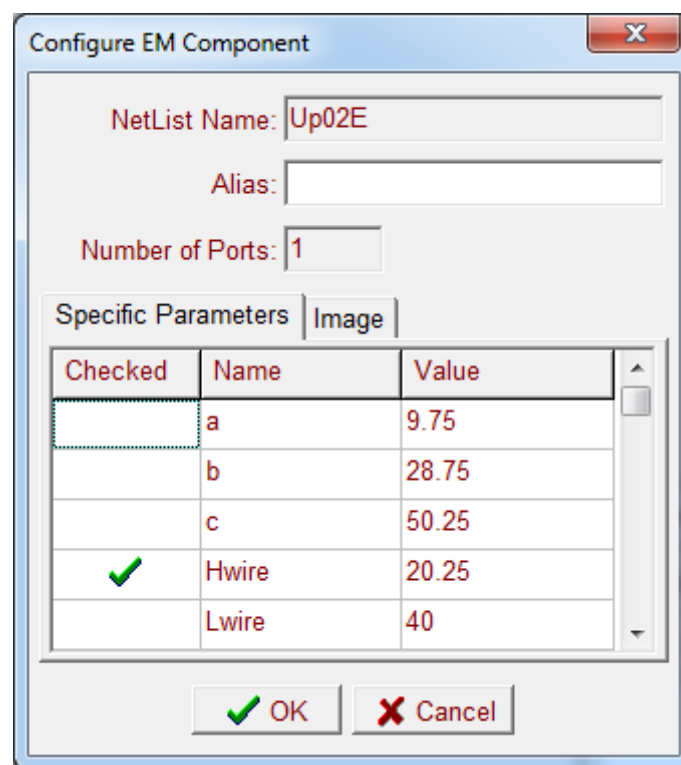 Configure EM Component
NetList Name: Up02E
Alias:
Number of Ports: 1
Specific Parameters Image
Checked Name Value
a 9.75
b 28.75
c 50.25
Hwire 20.25
Lwire 40
OK Cancel